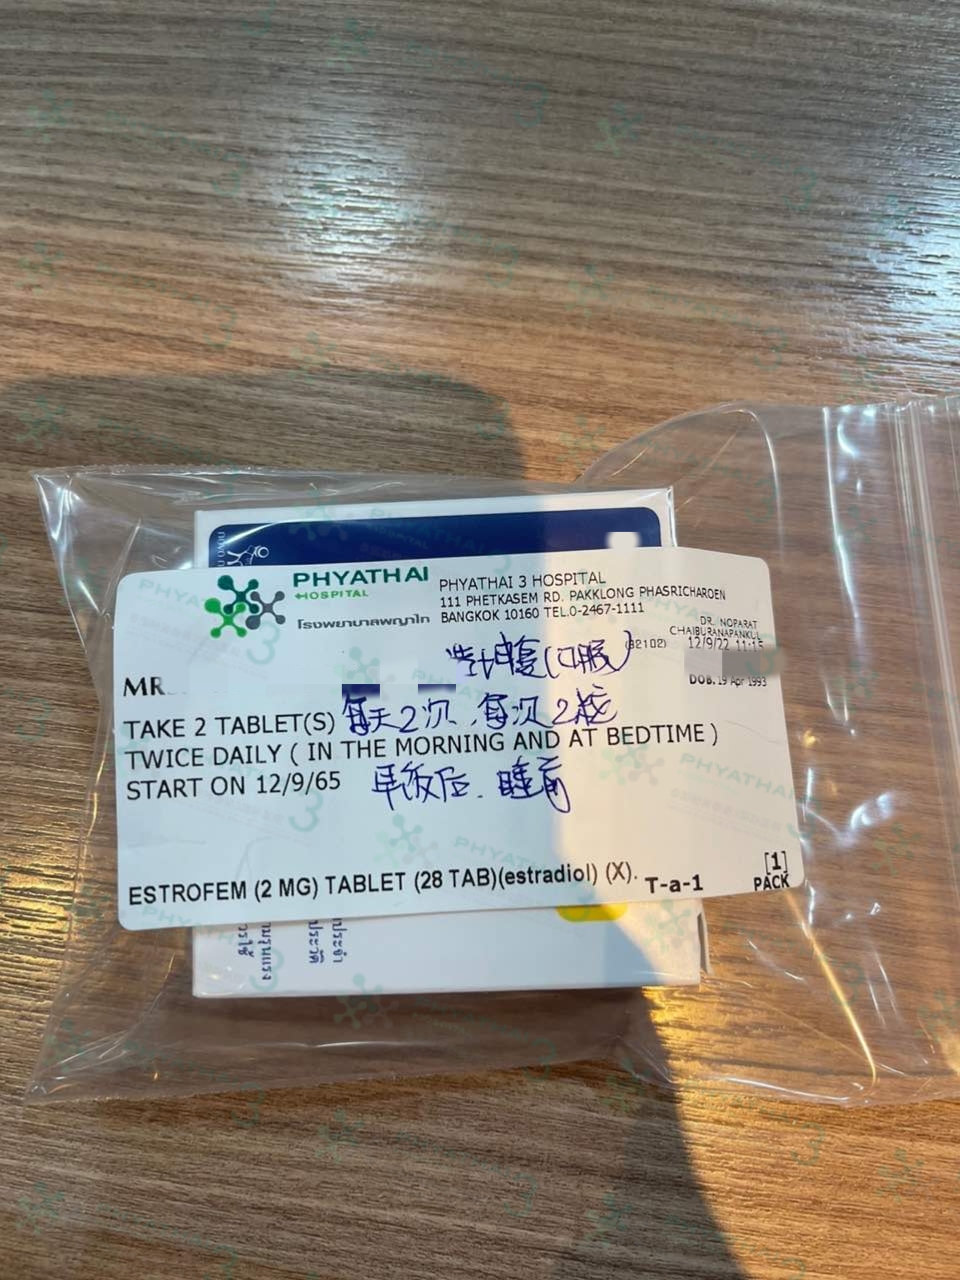 PHYATHAI
HOSPITAL
โรงพยาบาลพญาไท
PHYATHAI 3 HOSPITAL
111 PHETKASEM RD. PAKKLONG PHASRICHAROEN
BANGKOK 10160 TEL.0-2467-1111
DR. NOPARAT
CHAIBURANAPANKUL
(32102) 12/9/22 11:15
(口服)
MR.
DOB.19 Apr 1993
TAKE 2 TABLET(S) 每天2次.每次2粒
TWICE DAILY ( IN THE MORNING AND AT BEDTIME )
START ON 12/9/65 早饭后.睡前
ESTROFEM (2 MG) TABLET (28 TAB)(estradiol) (X).
T-a-1
[1]
PACK